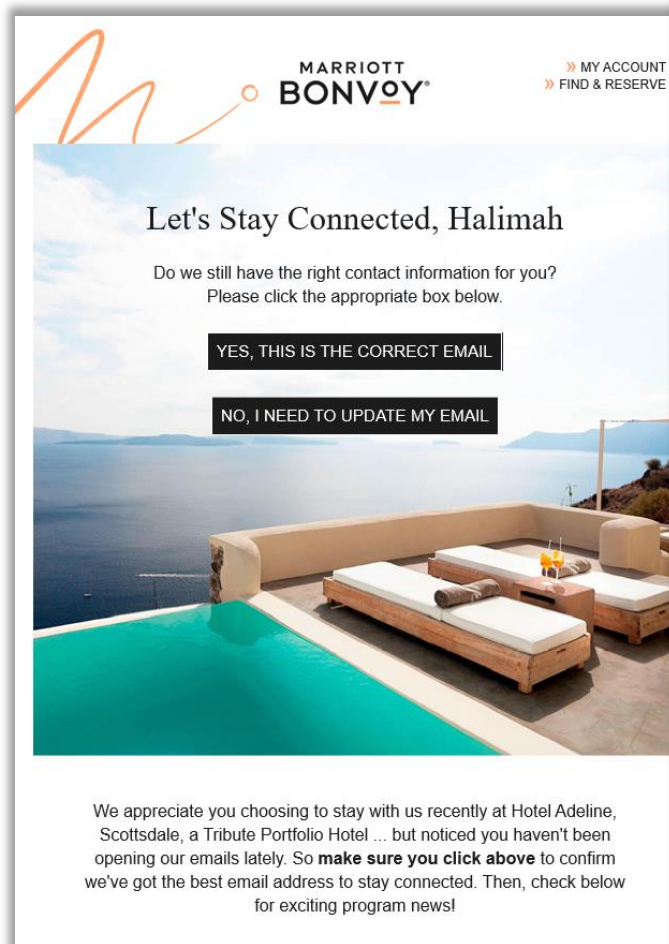 MARRIOTT
BONVOY®
» MY ACCOUNT
» FIND & RESERVE
Let's Stay Connected, Halimah
Do we still have the right contact information for you?
Please click the appropriate box below.
YES, THIS IS THE CORRECT EMAIL
NO, I NEED TO UPDATE MY EMAIL
We appreciate you choosing to stay with us recently at Hotel Adeline,
Scottsdale, a Tribute Portfolio Hotel ... but noticed you haven't been
opening our emails lately. So make sure you click above to confirm
we've got the best email address to stay connected. Then, check below
for exciting program news!